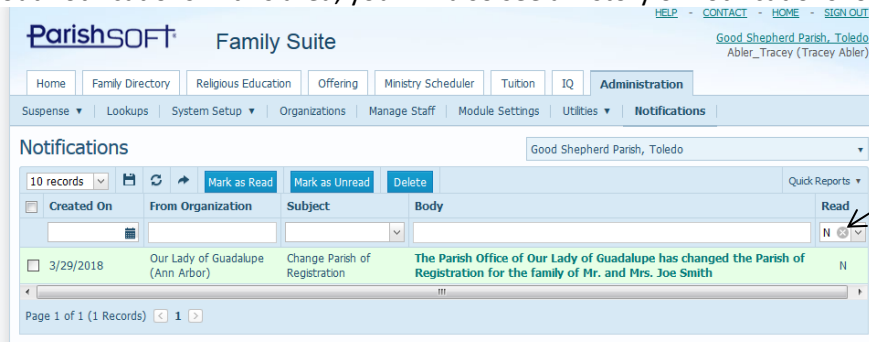 HELP - CONTACT - HOME - SIGN OUT
ParishSOFT Family Suite
Good Shepherd Parish, Toledo
Abler_Tracey (Tracey Abler)
Home Family Directory Religious Education Offering Ministry Scheduler Tuition IQ Administration
Suspense Lookups System Setup Organizations Manage Staff Module Settings Utilities Notifications
Notifications
Good Shepherd Parish, Toledo
10 records Mark as Read Mark as Unread Delete Quick Reports
Created On From Organization Subject Body Read
N
3/29/2018 Our Lady of Guadalupe (Ann Arbor) Change Parish of Registration The Parish Office of Our Lady of Guadalupe has changed the Parish of Registration for the family of Mr. and Mrs. Joe Smith N
Page 1 of 1 (1 Records) 1